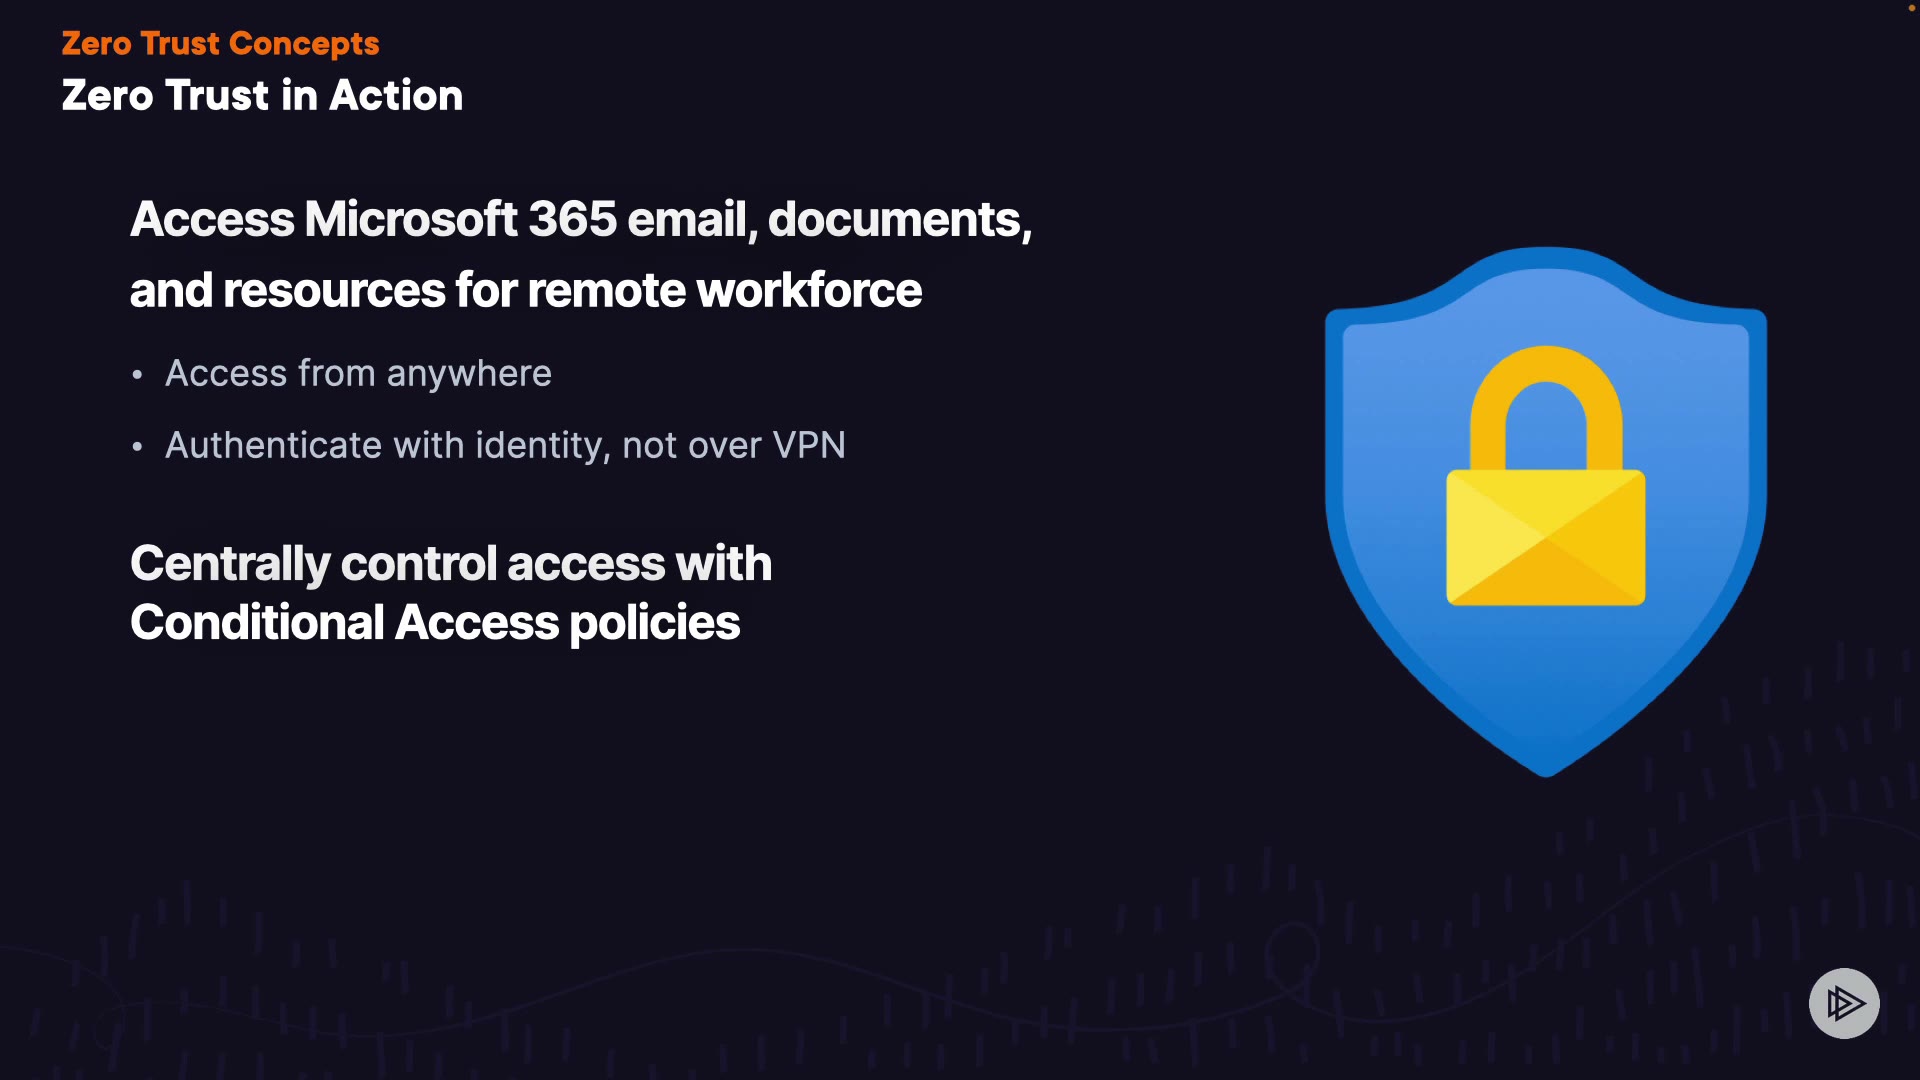 Zero Trust Concepts
Zero Trust in Action
Access Microsoft 365 email, documents,
and resources for remote workforce
• Access from anywhere
• Authenticate with identity, not over VPN
Centrally control access with
Conditional Access policies